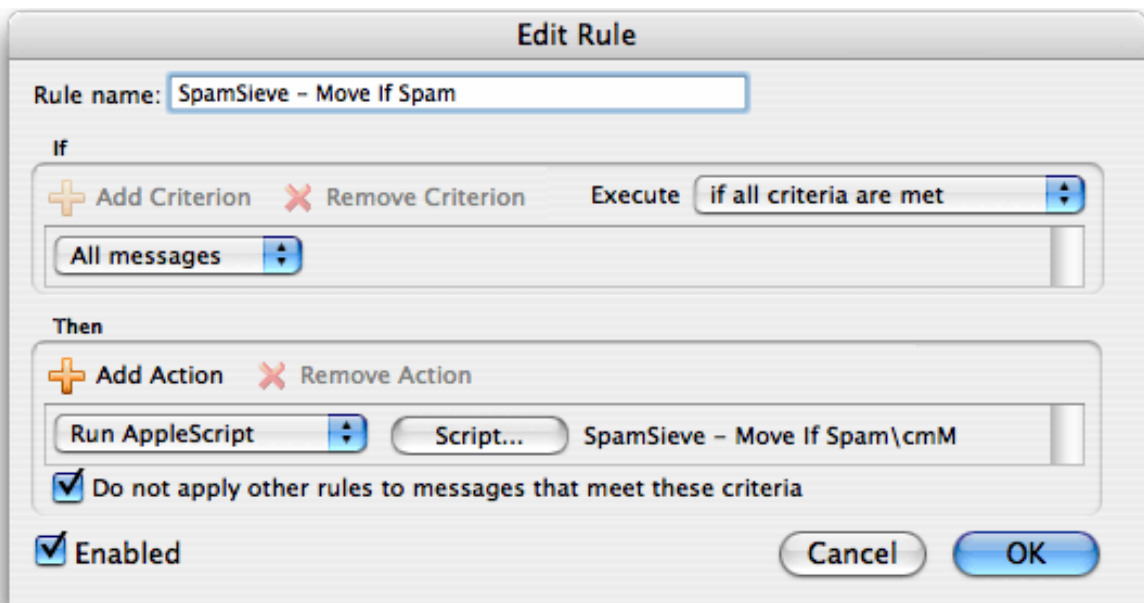 Edit Rule
Rule name: SpamSieve – Move If Spam
If
Add Criterion Remove Criterion Execute if all criteria are met
All messages
Then
Add Action Remove Action
Run AppleScript Script... SpamSieve – Move If Spam\cmM
Do not apply other rules to messages that meet these criteria
Enabled Cancel OK